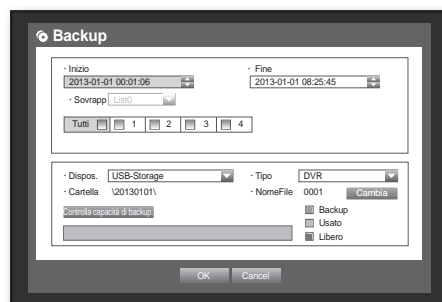 Backup
· Inizio · Fine
2013-01-01 00:01:06 2013-01-01 08:25:45
· Sovrapp List0
Tutti 1 2 3 4
· Dispos. USB-Storage · Tipo DVR
· Cartella \20130101\ · NomeFile 0001 Cambia
Controlla capacità di backup. Backup
Usato
Libero
OK Cancel